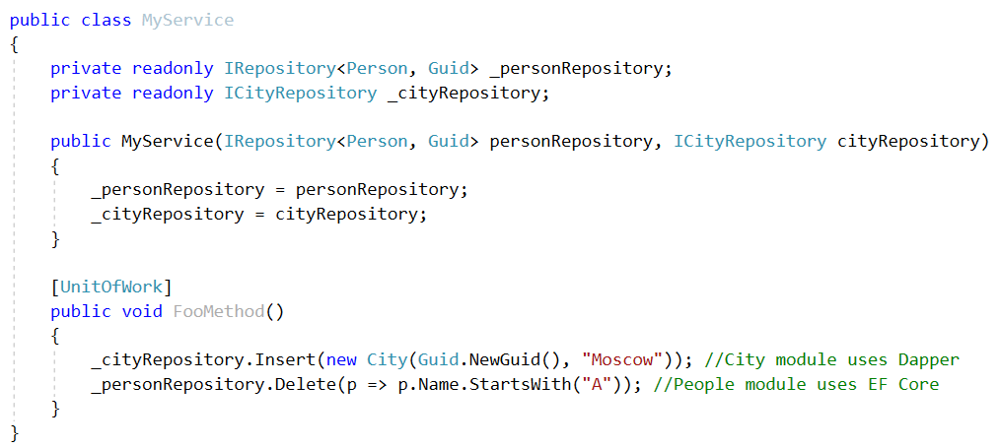 public class MyService
{
private readonly IRepository<Person, Guid> _personRepository;
private readonly ICityRepository _cityRepository;
public MyService(IRepository<Person, Guid> personRepository, ICityRepository cityRepository)
{
_personRepository = personRepository;
_cityRepository = cityRepository;
}
[UnitOfWork]
public void FooMethod()
{
_cityRepository.Insert(new City(Guid.NewGuid(), "Moscow")); //City module uses Dapper
_personRepository.Delete(p => p.Name.StartsWith("A")); //People module uses EF Core
}
}